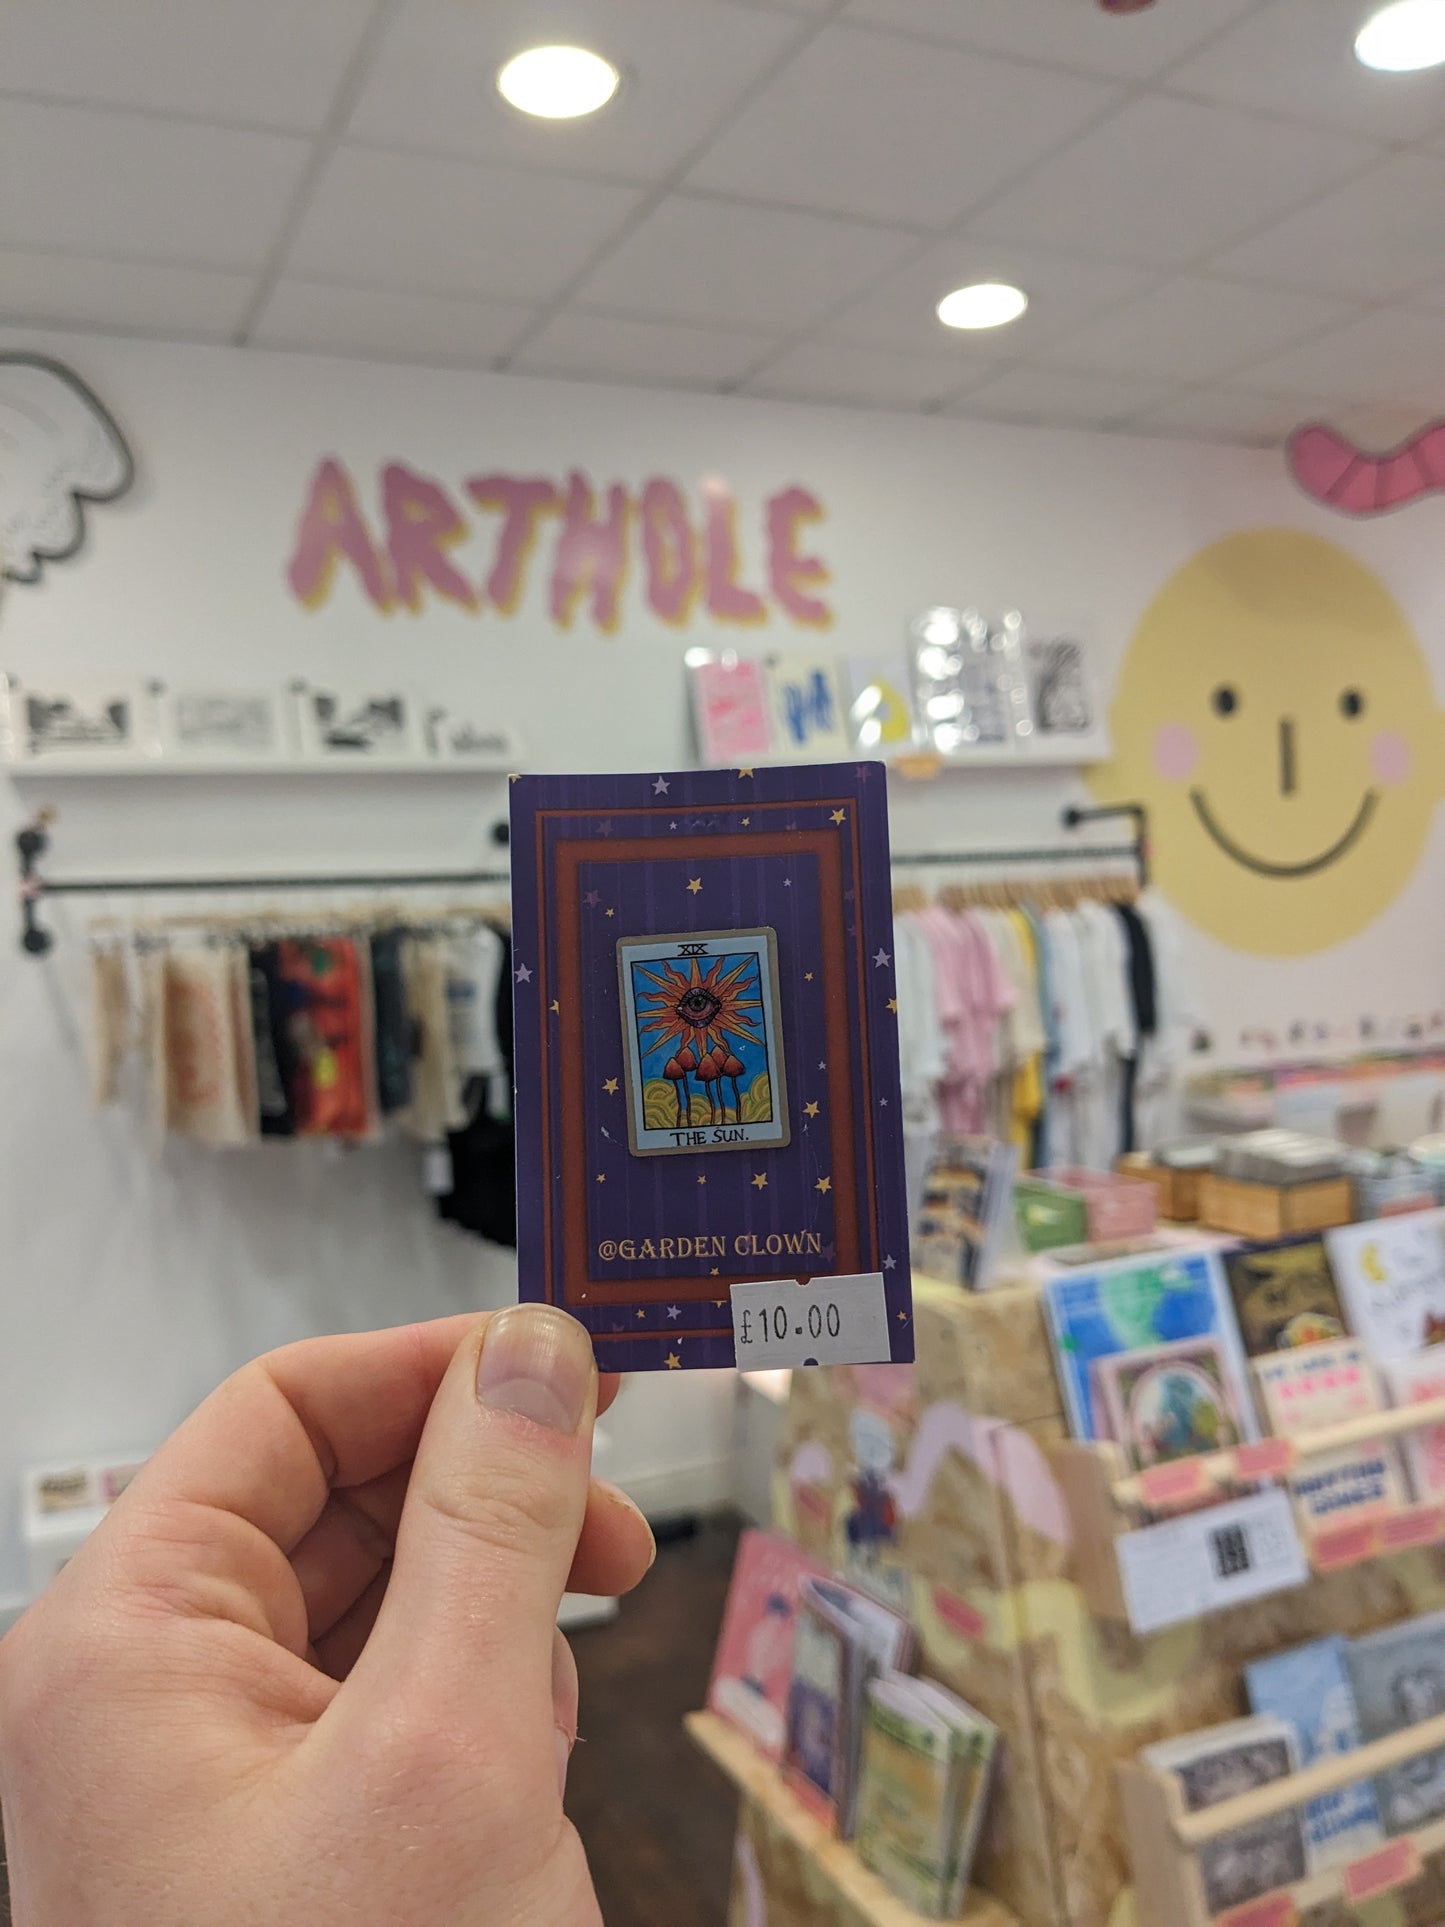 ARTHOLE
XIX
THE SUN.
@GARDEN CLOWN
£10.00